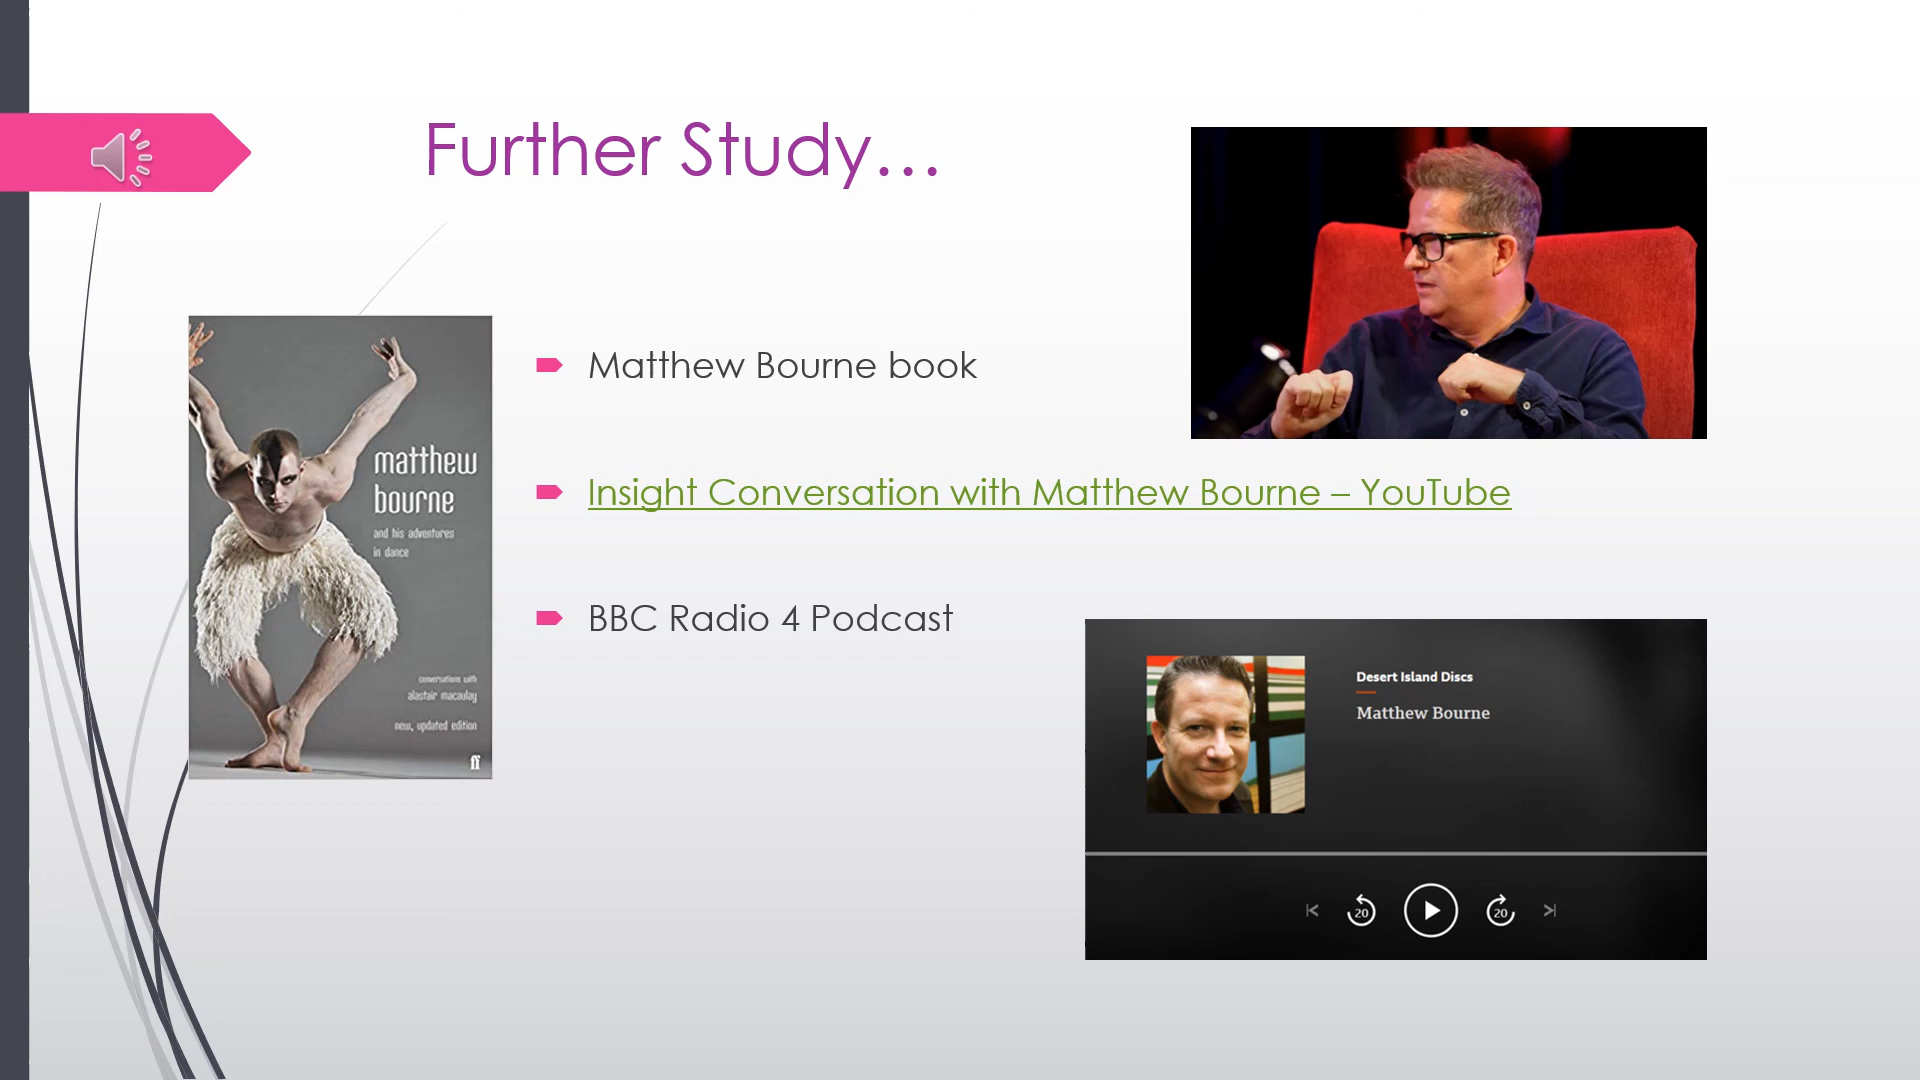 Further Study…
matthew
bourne
and his adventures
in dance
conversations with
alastair macaulay
new, updated edition
ff
Matthew Bourne book
Insight Conversation with Matthew Bourne – YouTube
BBC Radio 4 Podcast
Desert Island Discs
Matthew Bourne
20
20